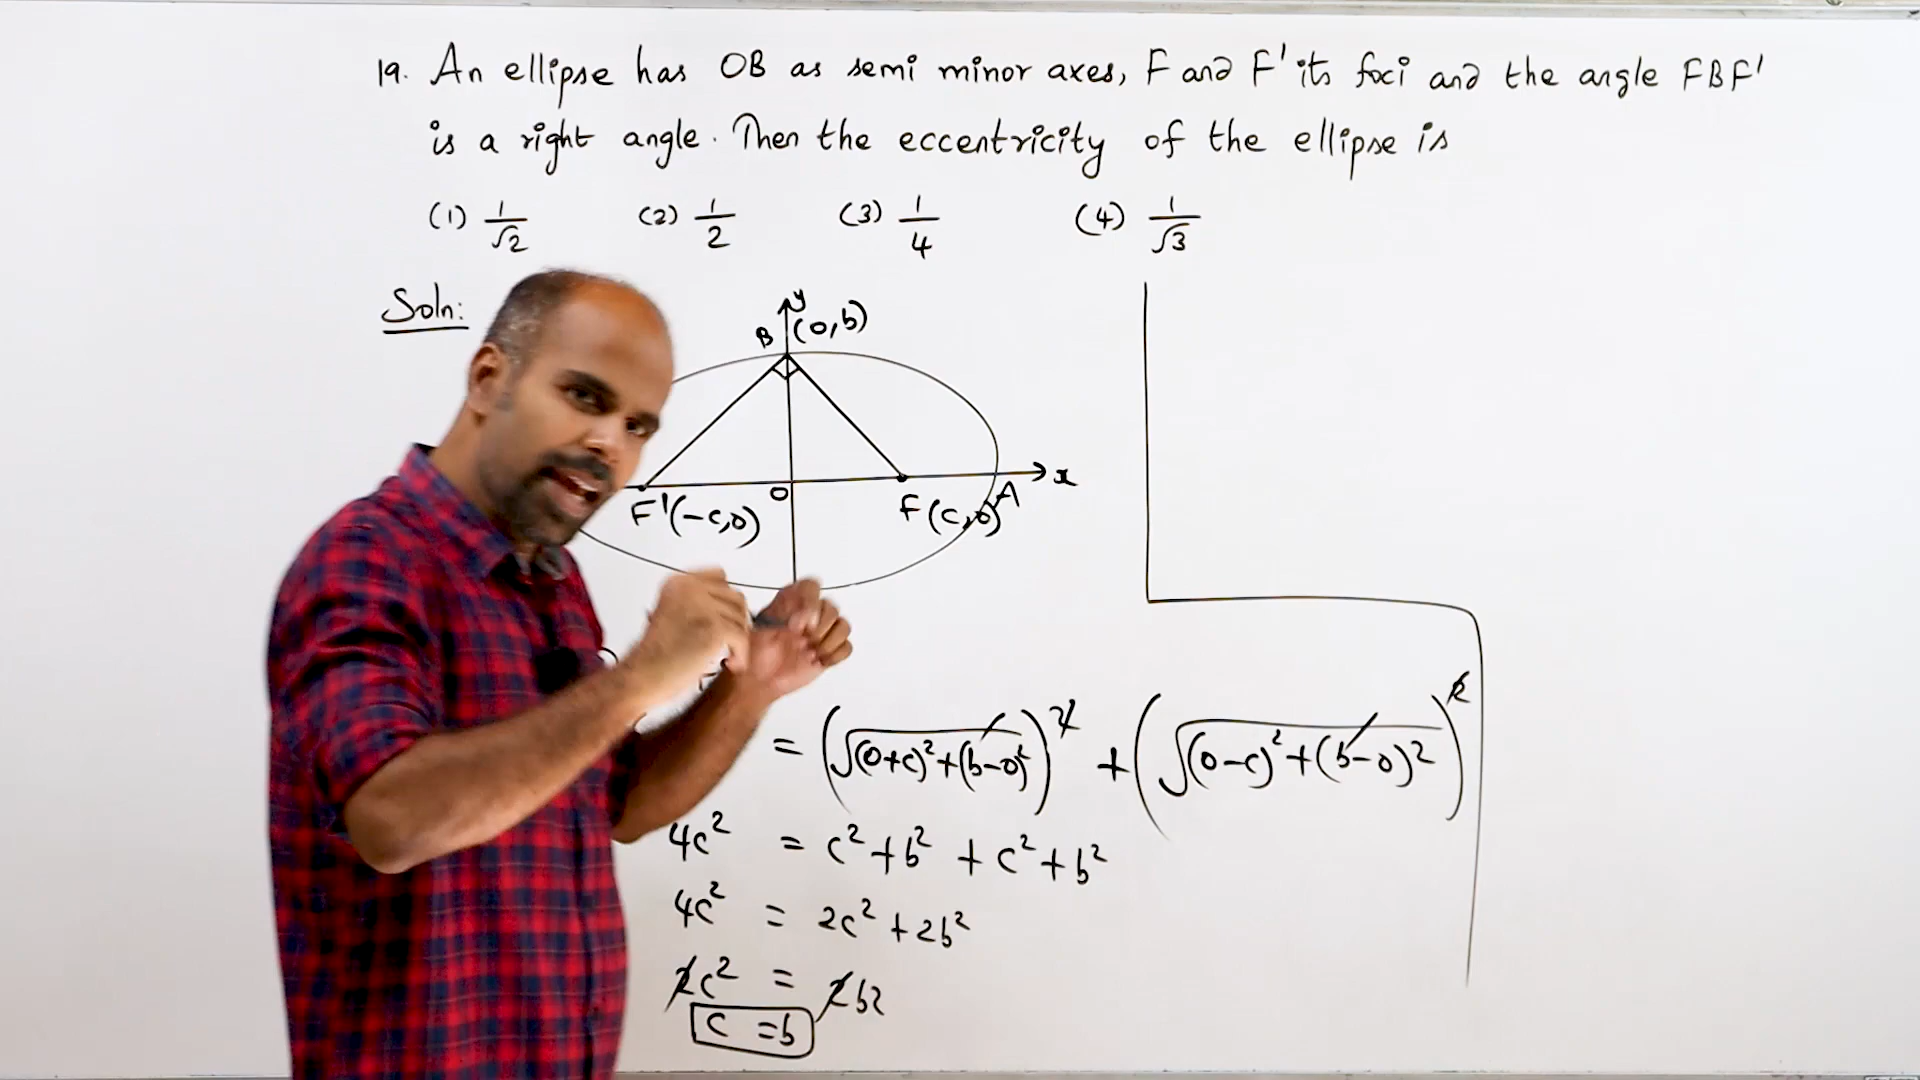 19. An ellipse has OB as semi minor axes, F and F' its foci and the angle FBF'
is a right angle. Then the eccentricity of the ellipse is
(1) 1/√2 (2) 1/2 (3) 1/4 (4) 1/√3
Soln:
y
B (0,b)
O
x
A
F'(-c,0)
F(c,0)
= (√(0+c)²+(b-0)²)² + (√(0-c)²+(b-0)²)²
4c² = c²+b² + c²+b²
4c² = 2c²+2b²
2c² = 2b²
c = b